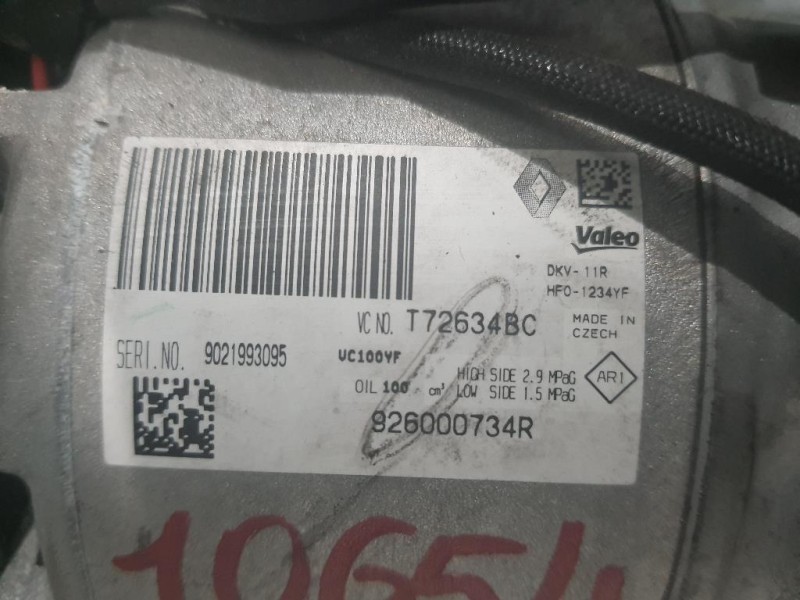 Valeo
DKV-11R
HFO-1234YF
VC NO. T72634BC
MADE IN
CZECH
SERI.NO. 9021993095
VC100YF
HIGH SIDE 2.9 MPaG
OIL 100 cm³ LOW SIDE 1.5 MPaG
AR1
926000734R
10654